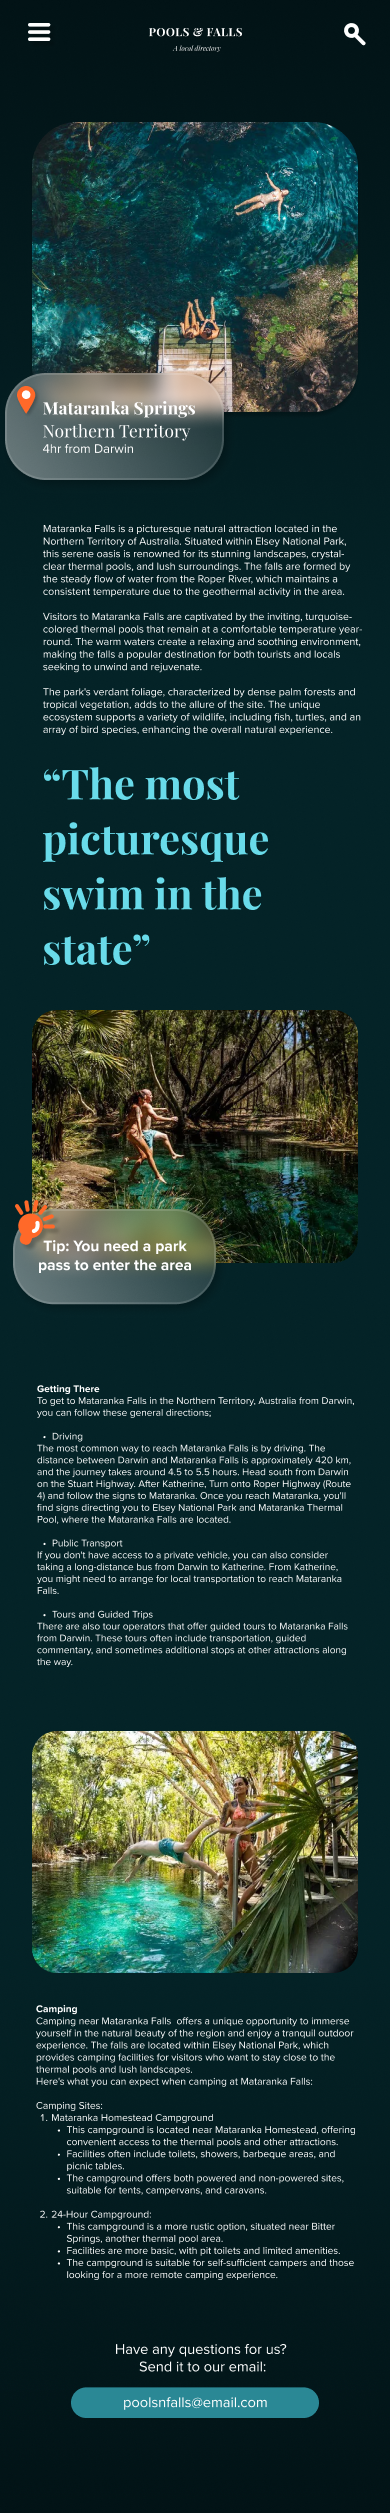 POOLS & FALLS
A local directory
Mataranka Springs
Northern Territory
4hr from Darwin
Mataranka Falls is a picturesque natural attraction located in the
Northern Territory of Australia. Situated within Elsey National Park,
this serene oasis is renowned for its stunning landscapes, crystal-
clear thermal pools, and lush surroundings. The falls are formed by
the steady flow of water from the Roper River, which maintains a
consistent temperature due to the geothermal activity in the area.
Visitors to Mataranka Falls are captivated by the inviting, turquoise-
colored thermal pools that remain at a comfortable temperature year-
round. The warm waters create a relaxing and soothing environment,
making the falls a popular destination for both tourists and locals
seeking to unwind and rejuvenate.
The park's verdant foliage, characterized by dense palm forests and
tropical vegetation, adds to the allure of the site. The unique
ecosystem supports a variety of wildlife, including fish, turtles, and an
array of bird species, enhancing the overall natural experience.
“The most
picturesque
swim in the
state”
Tip: You need a park
pass to enter the area
Getting There
To get to Mataranka Falls in the Northern Territory, Australia from Darwin,
you can follow these general directions;
• Driving
The most common way to reach Mataranka Falls is by driving. The
distance between Darwin and Mataranka Falls is approximately 420 km,
and the journey takes around 4.5 to 5.5 hours. Head south from Darwin
on the Stuart Highway. After Katherine, Turn onto Roper Highway (Route
4) and follow the signs to Mataranka. Once you reach Mataranka, you'll
find signs directing you to Elsey National Park and Mataranka Thermal
Pool, where the Mataranka Falls are located.
• Public Transport
If you don't have access to a private vehicle, you can also consider
taking a long-distance bus from Darwin to Katherine. From Katherine,
you might need to arrange for local transportation to reach Mataranka
Falls.
• Tours and Guided Trips
There are also tour operators that offer guided tours to Mataranka Falls
from Darwin. These tours often include transportation, guided
commentary, and sometimes additional stops at other attractions along
the way.
Camping
Camping near Mataranka Falls offers a unique opportunity to immerse
yourself in the natural beauty of the region and enjoy a tranquil outdoor
experience. The falls are located within Elsey National Park, which
provides camping facilities for visitors who want to stay close to the
thermal pools and lush landscapes.
Here's what you can expect when camping at Mataranka Falls:
Camping Sites:
1. Mataranka Homestead Campground
• This campground is located near Mataranka Homestead, offering
convenient access to the thermal pools and other attractions.
• Facilities often include toilets, showers, barbeque areas, and
picnic tables.
• The campground offers both powered and non-powered sites,
suitable for tents, campervans, and caravans.
2. 24-Hour Campground:
• This campground is a more rustic option, situated near Bitter
Springs, another thermal pool area.
• Facilities are more basic, with pit toilets and limited amenities.
• The campground is suitable for self-sufficient campers and those
looking for a more remote camping experience.
Have any questions for us?
Send it to our email:
poolsnfalls@email.com